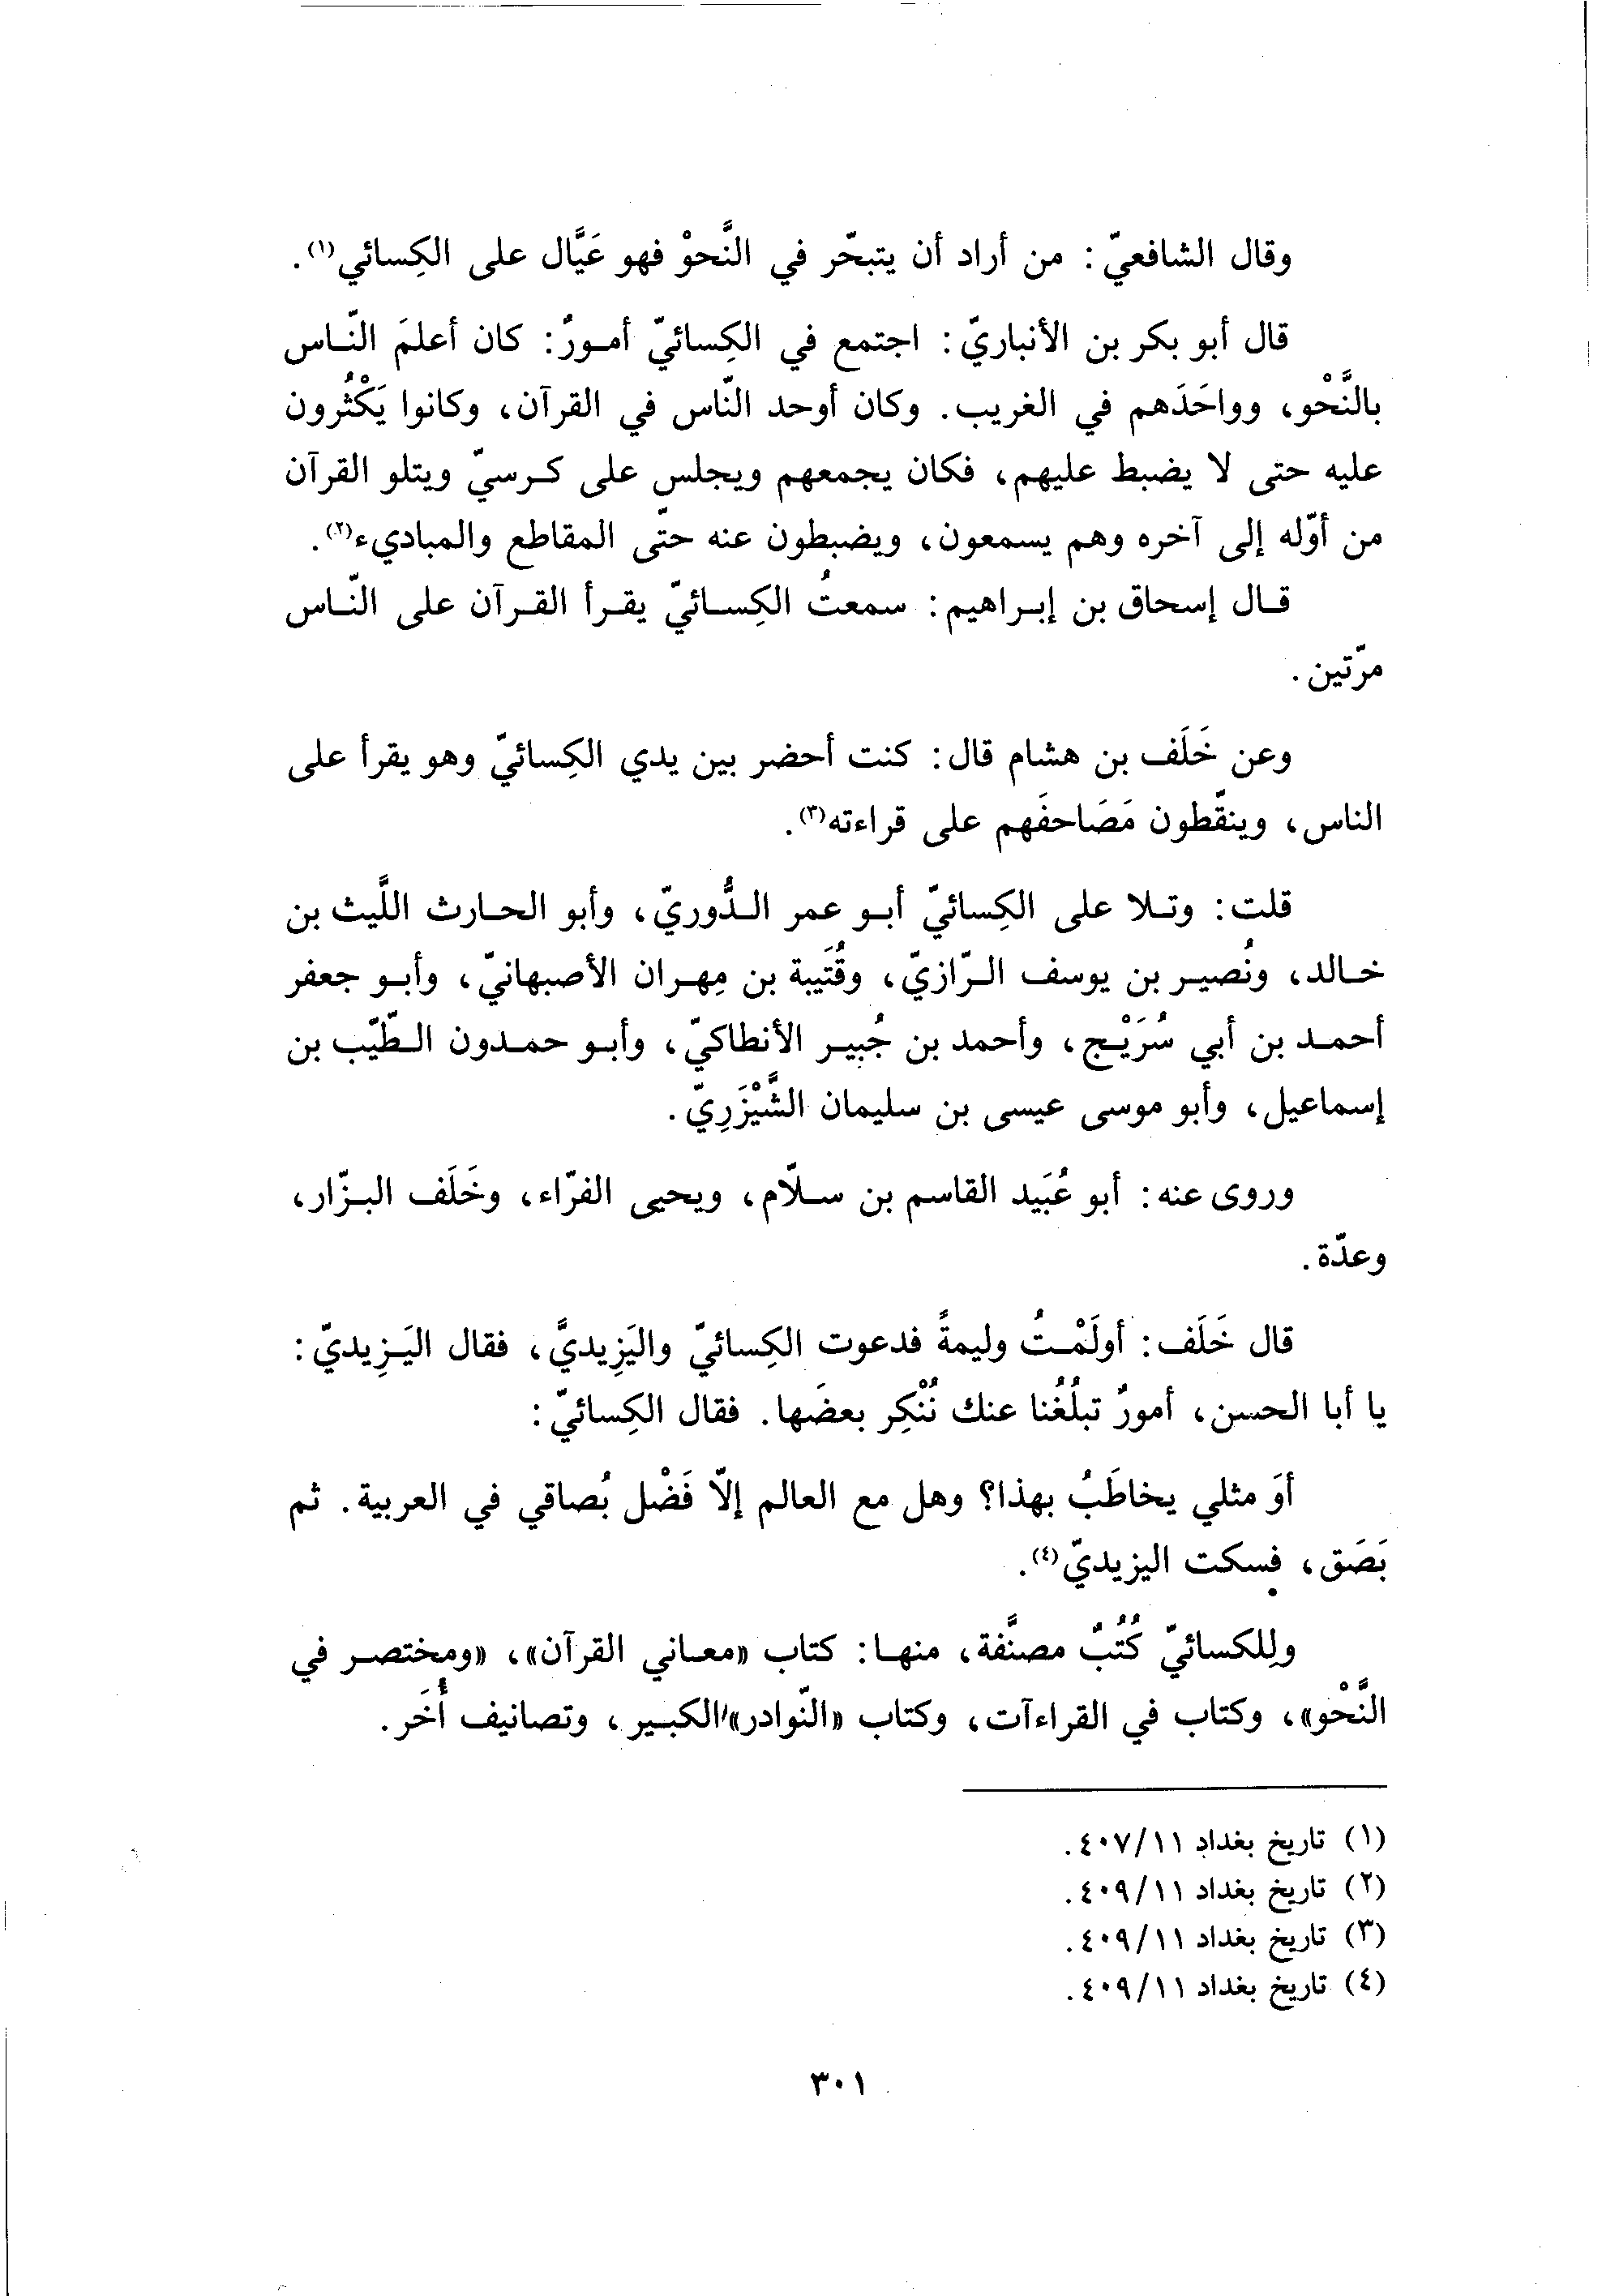 وقال الشافعيّ: من أراد أن يتبحّر في النَّحوْ فهو عَيَّال على الكِسائي(١).
قال أبو بكر بن الأنباريّ: اجتمع في الكِسائيّ أمورٌ: كان أعلمَ النّاس
بالنَّحْو، وواحَدَهم في الغريب. وكان أوحد النّاس في القرآن، وكانوا يَكْثُرون
عليه حتى لا يضبط عليهم، فكان يجمعهم ويجلس على كرسيّ ويتلو القرآن
من أوّله إلى آخره وهم يسمعون، ويضبطون عنه حتّى المقاطع والمباديء(٢).
قال إسحاق بن إبراهيم: سمعتُ الكِسائيّ يقرأ القرآن على النّاس
مرّتين.
وعن خَلَف بن هشام قال: كنت أحضر بين يدي الكِسائيّ وهو يقرأ على
الناس، وينقّطون مَصَاحفَهم على قراءته(٣).
قلت: وتلا على الكِسائيّ أبو عمر الدُّوريّ، وأبو الحارث اللَّيث بن
خالد، ونُصير بن يوسف الرّازيّ، وقُتَيبة بن مِهران الأصبهانيّ، وأبو جعفر
أحمد بن أبي سُرَيْج، وأحمد بن جُبير الأنطاكيّ، وأبو حمدون الطّيّب بن
إسماعيل، وأبو موسى عيسى بن سليمان الشَّيْزَرِيّ.
وروى عنه: أبو عُبَيد القاسم بن سلّام، ويحيى الفرّاء، وخَلَف البزّار،
وعدّة.
قال خَلَف: أولَمْتُ وليمةً فدعوت الكِسائيّ واليَزِيديَّ، فقال اليَزِيديّ:
يا أبا الحسن، أمورٌ تبلُغُنا عنك نُنْكِر بعضَها. فقال الكِسائيّ:
أوَ مثلي يخاطَبُ بهذا؟ وهل مع العالم إلّا فَضْل بُصاقي في العربية. ثم
بَصَق، فسكت اليزيديّ(٤).
ولِلكسائيّ كُتُبٌ مصنَّفة، منها: كتاب «معاني القرآن»، «ومختصر في
النَّحْو»، وكتاب في القراءآت، وكتاب «النّوادر» الكبير، وتصانيف أُخَر.
(١) تاريخ بغداد ٤٠٧/١١.
(٢) تاريخ بغداد ٤٠٩/١١.
(٣) تاريخ بغداد ٤٠٩/١١.
(٤) تاريخ بغداد ٤٠٩/١١.
٣٠١